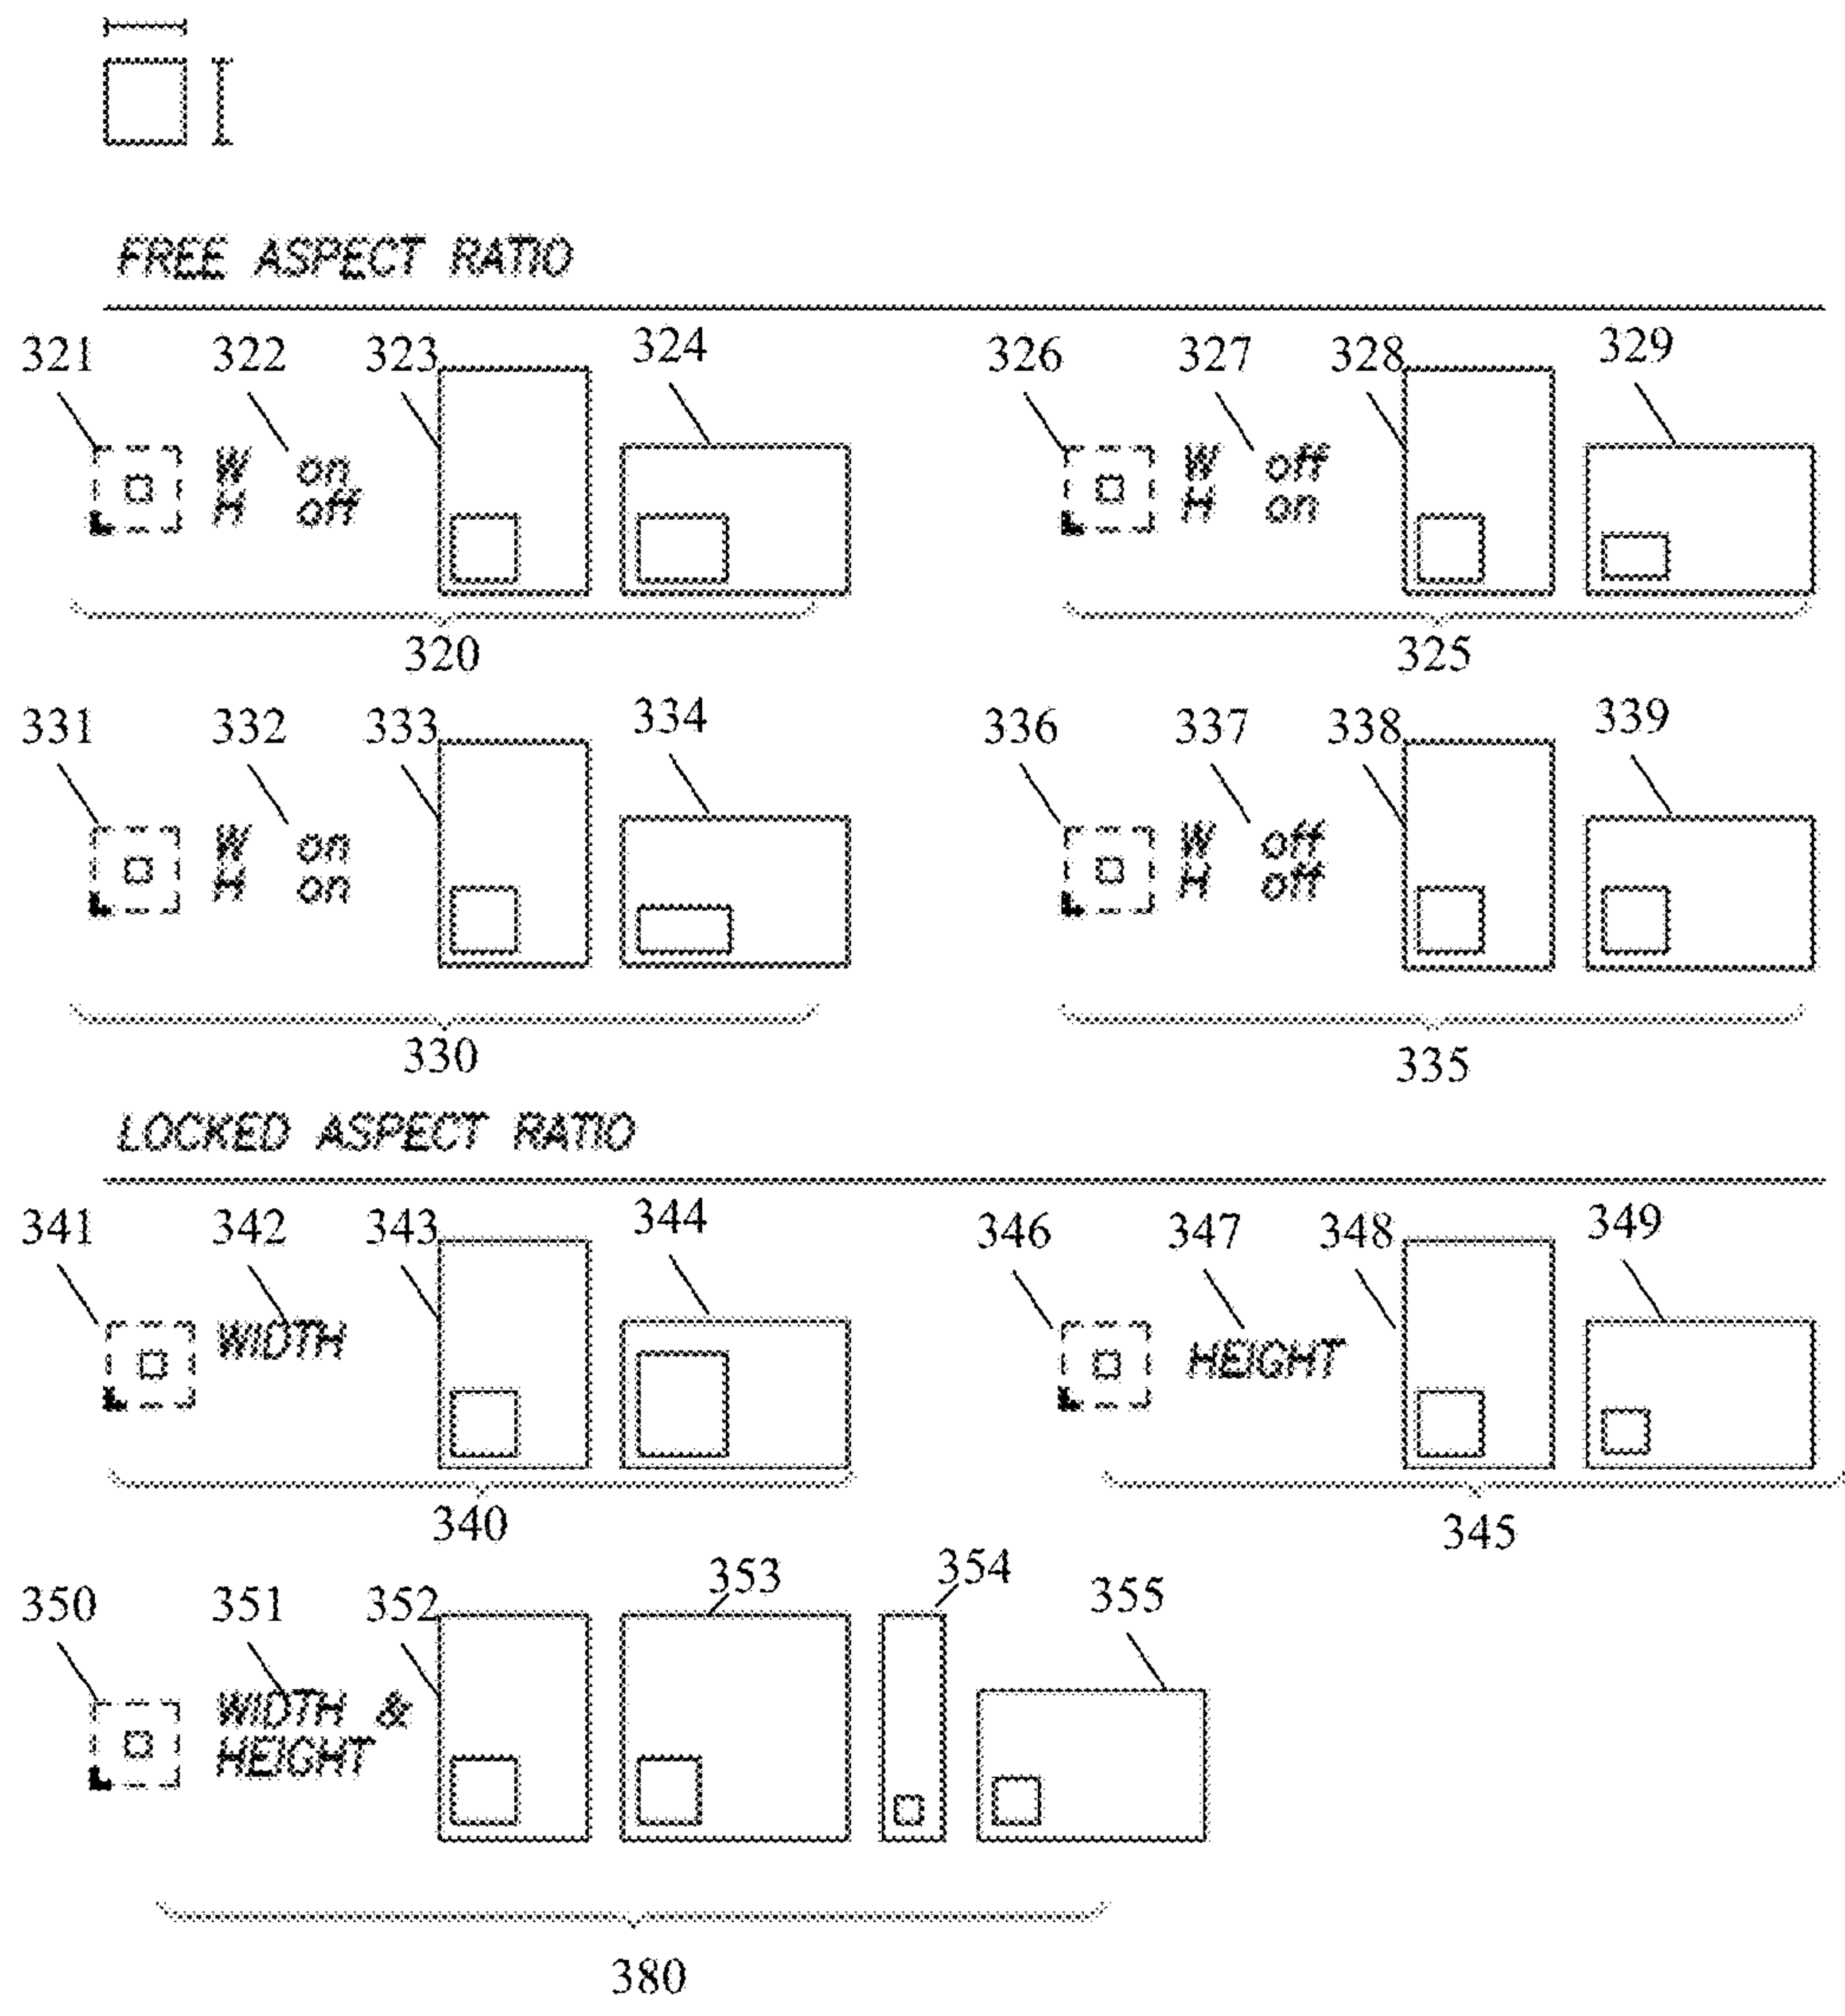 FREE ASPECT RATIO
321 322 323 324 326 327 328 329
W on W off
H off H on
320 325
331 332 333 334 336 337 338 339
W on W off
H on H off
330 335
LOCKED ASPECT RATIO
341 342 343 344 346 347 348 349
WIDTH HEIGHT
340 345
350 351 352 353 354 355
WIDTH &
HEIGHT
380